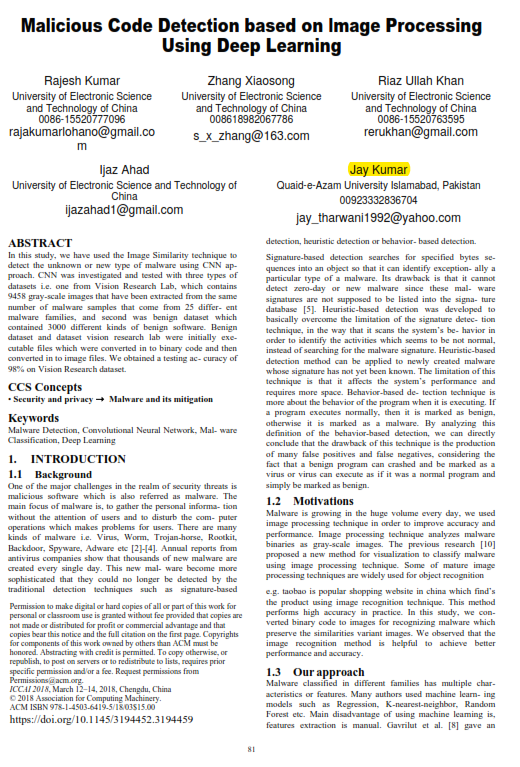 Malicious Code Detection based on Image Processing
Using Deep Learning
Rajesh Kumar
University of Electronic Science
and Technology of China
0086-15520777096
rajakumarlohano@gmail.co
m
Zhang Xiaosong
University of Electronic Science
and Technology of China
008618982067786
s_x_zhang@163.com
Riaz Ullah Khan
University of Electronic Science
and Technology of China
0086-15520763595
rerukhan@gmail.com
Ijaz Ahad
University of Electronic Science and Technology of
China
ijazahad1@gmail.com
Jay Kumar
Quaid-e-Azam University Islamabad, Pakistan
00923332836704
jay_tharwani1992@yahoo.com
ABSTRACT
In this study, we have used the Image Similarity technique to
detect the unknown or new type of malware using CNN ap-
proach. CNN was investigated and tested with three types of
datasets i.e. one from Vision Research Lab, which contains
9458 gray-scale images that have been extracted from the same
number of malware samples that come from 25 differ- ent
malware families, and second was benign dataset which
contained 3000 different kinds of benign software. Benign
dataset and dataset vision research lab were initially exe-
cutable files which were converted in to binary code and then
converted in to image files. We obtained a testing ac- curacy of
98% on Vision Research dataset.
CCS Concepts
• Security and privacy → Malware and its mitigation
Keywords
Malware Detection, Convolutional Neural Network, Mal- ware
Classification, Deep Learning
1. INTRODUCTION
1.1 Background
One of the major challenges in the realm of security threats is
malicious software which is also referred as malware. The
main focus of malware is, to gather the personal informa- tion
without the attention of users and to disturb the com- puter
operations which makes problems for users. There are many
kinds of malware i.e. Virus, Worm, Trojan-horse, Rootkit,
Backdoor, Spyware, Adware etc [2]-[4]. Annual reports from
antivirus companies show that thousands of new malware are
created every single day. This new mal- ware become more
sophisticated that they could no longer be detected by the
traditional detection techniques such as signature-based
Permission to make digital or hard copies of all or part of this work for
personal or classroom use is granted without fee provided that copies are
not made or distributed for profit or commercial advantage and that
copies bear this notice and the full citation on the first page. Copyrights
for components of this work owned by others than ACM must be
honored. Abstracting with credit is permitted. To copy otherwise, or
republish, to post on servers or to redistribute to lists, requires prior
specific permission and/or a fee. Request permissions from
Permissions@acm.org.
ICCAI 2018, March 12–14, 2018, Chengdu, China
© 2018 Association for Computing Machinery.
ACM ISBN 978-1-4503-6419-5/18/03$15.00
https://doi.org/10.1145/3194452.3194459
detection, heuristic detection or behavior- based detection.
Signature-based detection searches for specified bytes se-
quences into an object so that it can identify exception- ally a
particular type of a malware. Its drawback is that it cannot
detect zero-day or new malware since these mal- ware
signatures are not supposed to be listed into the signa- ture
database [5]. Heuristic-based detection was developed to
basically overcome the limitation of the signature detec- tion
technique, in the way that it scans the system's be- havior in
order to identify the activities which seems to be not normal,
instead of searching for the malware signature. Heuristic-based
detection method can be applied to newly created malware
whose signature has not yet been known. The limitation of this
technique is that it affects the system's performance and
requires more space. Behavior-based de- tection technique is
more about the behavior of the program when it is executing. If
a program executes normally, then it is marked as benign,
otherwise it is marked as a malware. By analyzing this
definition of the behavior-based detection, we can directly
conclude that the drawback of this technique is the production
of many false positives and false negatives, considering the
fact that a benign program can crashed and be marked as a
virus or virus can execute as if it was a normal program and
simply be marked as benign.
1.2 Motivations
Malware is growing in the huge volume every day, we used
image processing technique in order to improve accuracy and
performance. Image processing technique analyzes malware
binaries as gray-scale images. The previous research [10]
proposed a new method for visualization to classify malware
using image processing technique. Some of mature image
processing techniques are widely used for object recognition
e.g. taobao is popular shopping website in china which find's
the product using image recognition technique. This method
performs high accuracy in practice. In this study, we con-
verted binary code to images for recognizing malware which
preserve the similarities variant images. We observed that the
image recognition method is helpful to achieve better
performance and accuracy.
1.3 Our approach
Malware classified in different families has multiple char-
acteristics or features. Many authors used machine learn- ing
models such as Regression, K-nearest-neighbor, Random
Forest etc. Main disadvantage of using machine learning is,
features extraction is manual. Gavrilut et al. [8] gave an
81